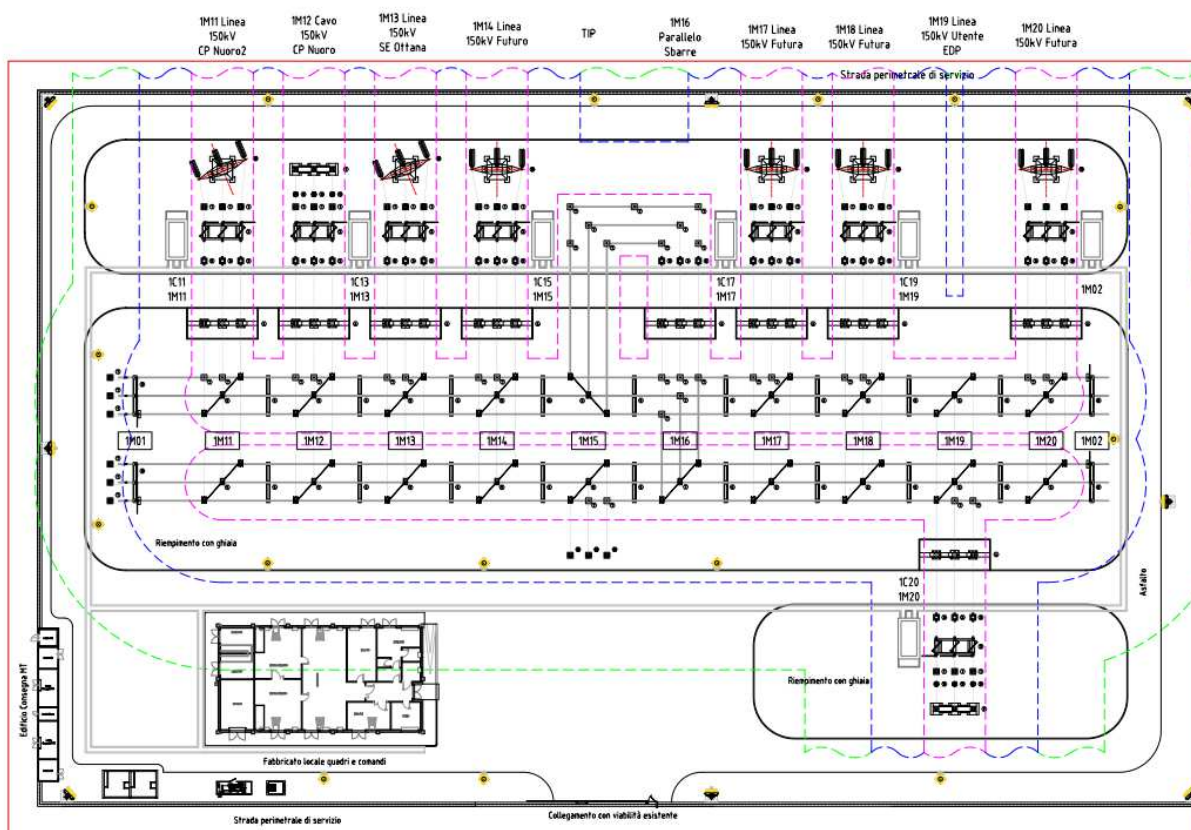 1M11 Linea
150kV
CP Nuoro2
1M12 Cavo
150kV
CP Nuoro
1M13 Linea
150kV
SE Ottana
1M14 Linea
150kV Futuro
TIP
1M16
Parallelo
Sbarre
1M17 Linea
150kV Futura
1M18 Linea
150kV Futura
1M19 Linea
150kV Utente
EDP
1M20 Linea
150kV Futura
Strada perimetrcale di servizio
1C11
1M11
1C13
1M13
1C15
1M15
1C17
1M17
1C19
1M19
1M02
1M01
1M11
1M12
1M13
1M14
1M15
1M16
1M17
1M18
1M19
1M20
1M02
Riempimento con ghiaia
1C20
1M20
Asfalto
Riempimento con ghiaia
Edificio Consegna MT
Fabbricato locale quadri e comandi
Collegamento con viabilità esistente
Strada perimetrale di servizio